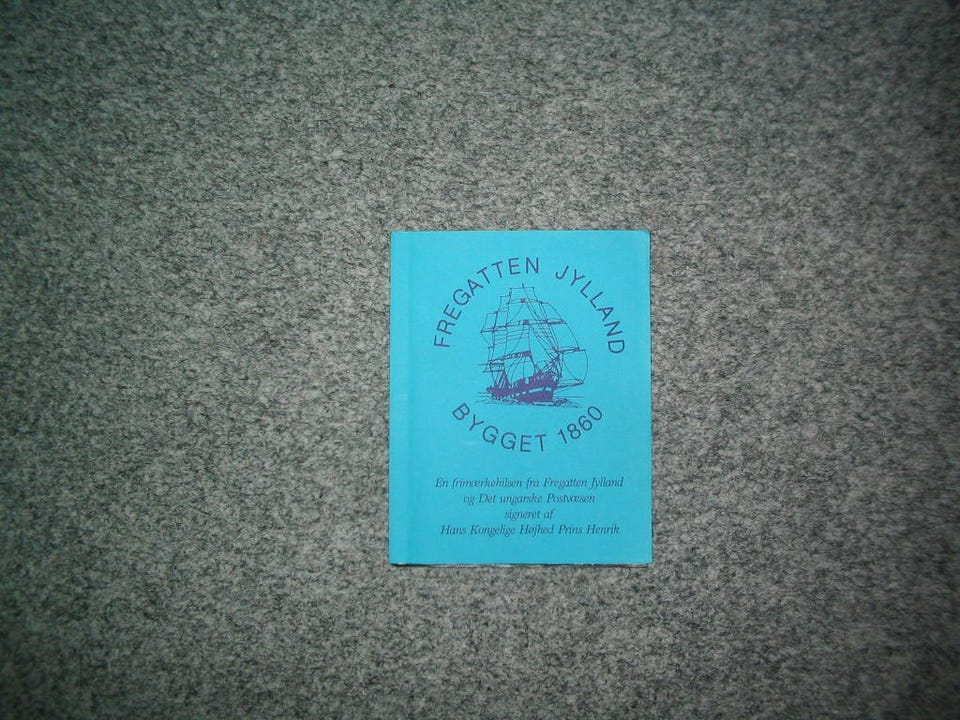 FREGATTEN JYLLAND
BYGGET 1860
En frimærkehilsen fra Fregatten Jylland
og Det ungarske Postvæsen
signeret af
Hans Kongelige Højhed Prins Henrik